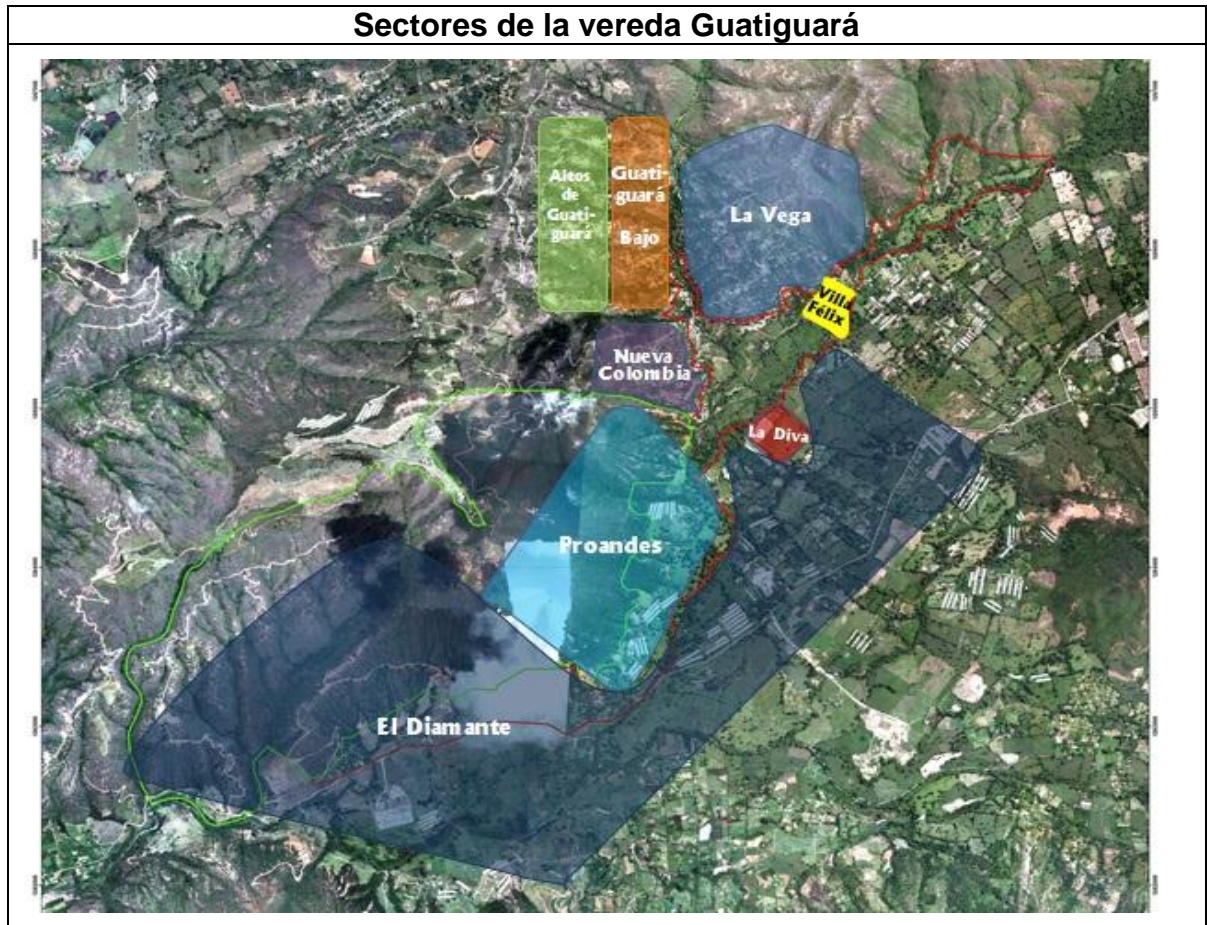 Sectores de la vereda Guatiguará
Altos
de
Guati-
guará
Guati-
guará
Bajo
La Vega
Villa
Félix
Nueva
Colombia
La Diva
Proandes
El Diamante